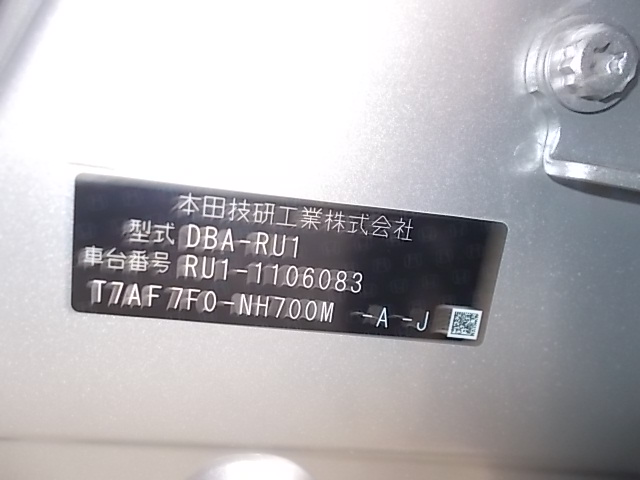 本田技研工業株式会社
型式 DBA-RU1
車台番号 RU1-1106083
T7AF7F0-NH700M -A -J